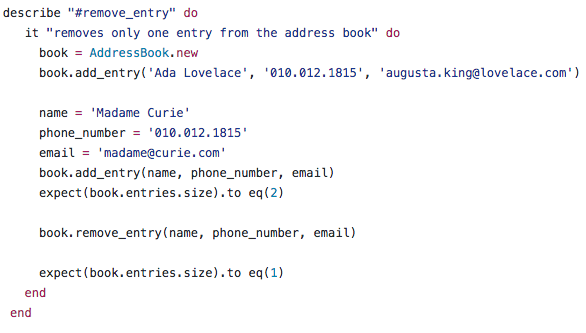 describe "#remove_entry" do
   it "removes only one entry from the address book" do
     book = AddressBook.new
     book.add_entry('Ada Lovelace', '010.012.1815', 'augusta.king@lovelace.com')

     name = 'Madame Curie'
     phone_number = '010.012.1815'
     email = 'madame@curie.com'
     book.add_entry(name, phone_number, email)
     expect(book.entries.size).to eq(2)

     book.remove_entry(name, phone_number, email)

     expect(book.entries.size).to eq(1)
   end
 end